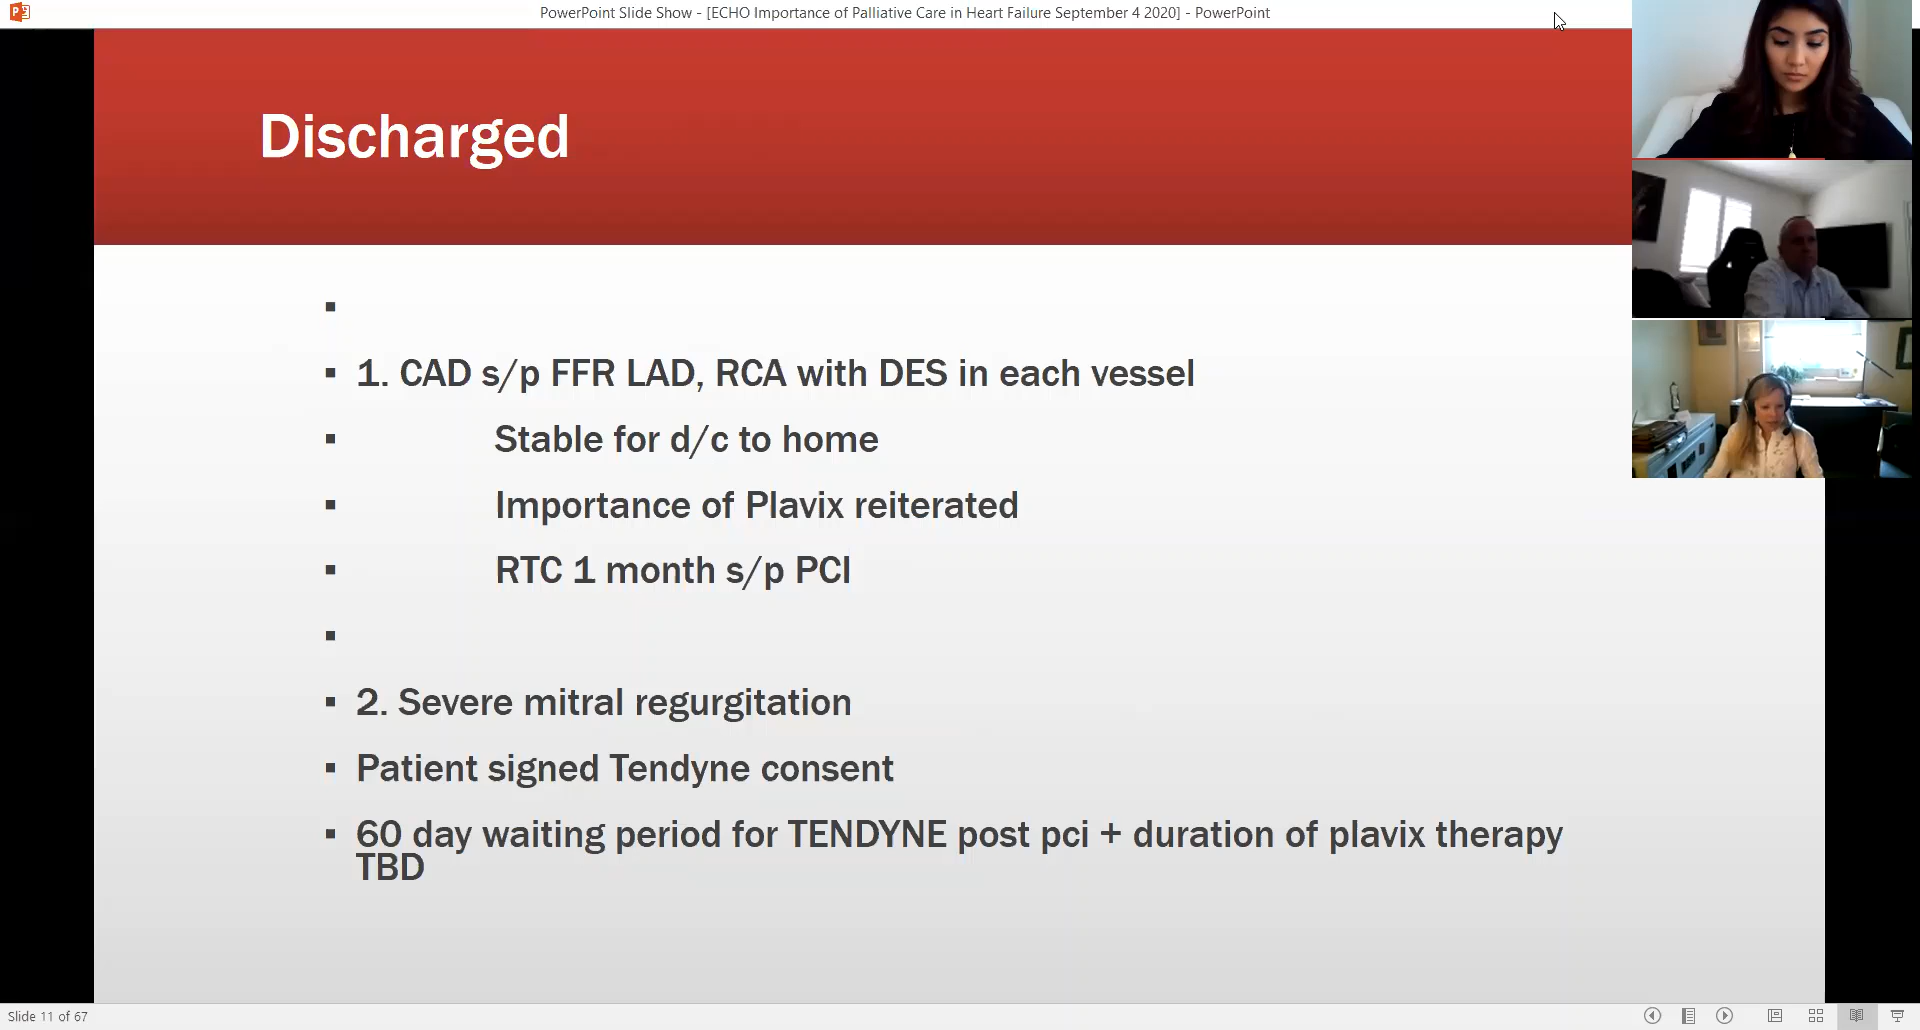 PowerPoint Slide Show - [ECHO Importance of Palliative Care in Heart Failure September 4 2020] - PowerPoint
Discharged
1. CAD s/p FFR LAD, RCA with DES in each vessel
Stable for d/c to home
Importance of Plavix reiterated
RTC 1 month s/p PCI
2. Severe mitral regurgitation
Patient signed Tendyne consent
60 day waiting period for TENDYNE post pci + duration of plavix therapy
TBD
Slide 11 of 67